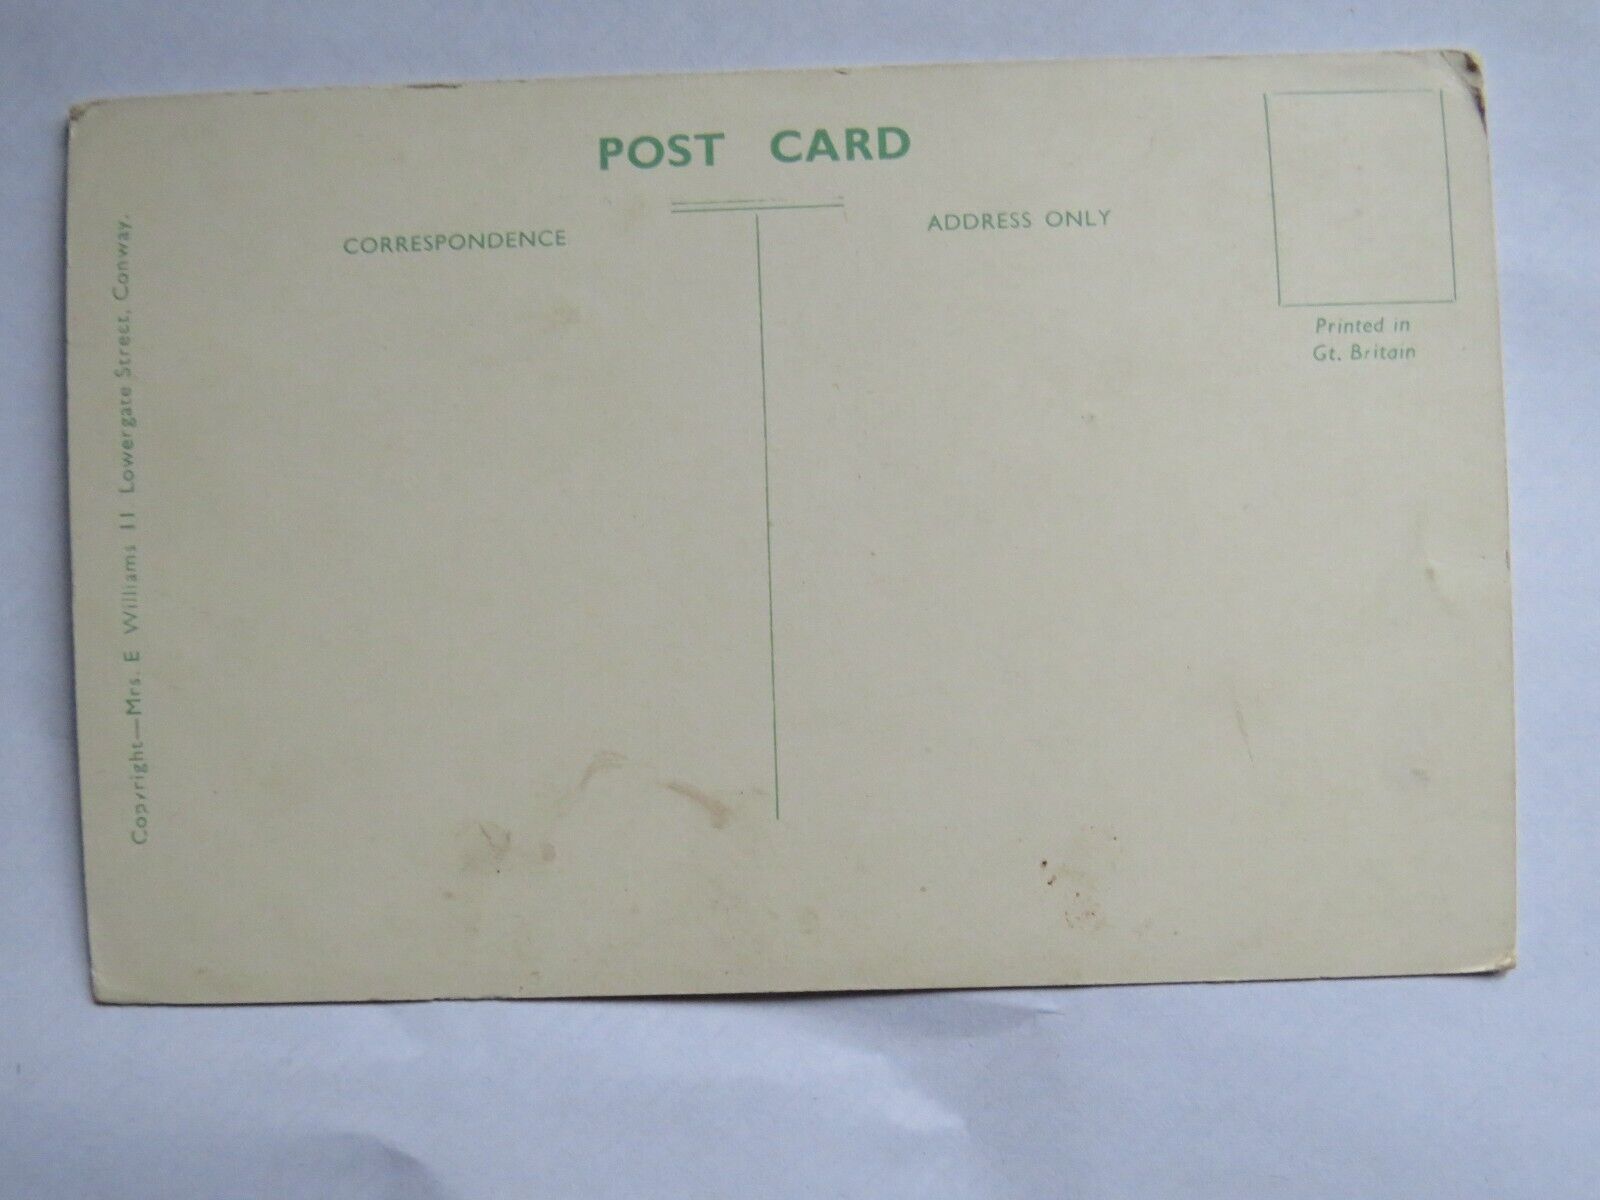 POST CARD
CORRESPONDENCE
ADDRESS ONLY
Printed in
Gt. Britain
Copyright—Mrs. E Williams 11 Lowergate Street, Conway.